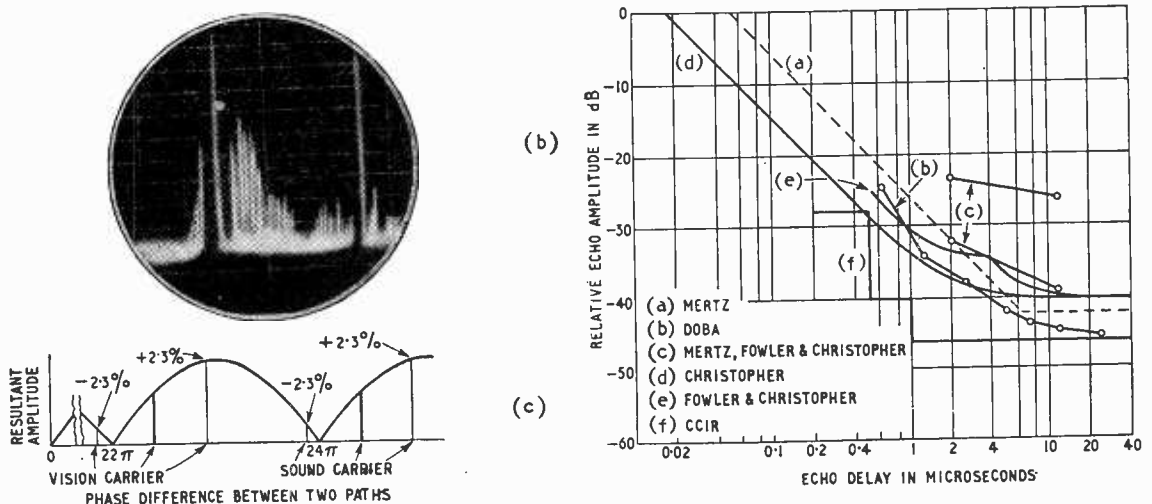 (b)
(c)
RESULTANT
AMPLITUDE
-2.3%
+2.3%
-2.3%
+2.3%
0
22π
24π
VISION CARRIER
SOUND CARRIER
PHASE DIFFERENCE BETWEEN TWO PATHS
RELATIVE ECHO AMPLITUDE IN dB
0
-10
-20
-30
-40
-50
-60
(d)
(a)
(e)
(b)
(c)
(f)
(a) MERTZ
(b) DOBA
(c) MERTZ, FOWLER & CHRISTOPHER
(d) CHRISTOPHER
(e) FOWLER & CHRISTOPHER
(f) CCIR
0·02
0·1
0·2
0·4
1
2
4
10
12
40
ECHO DELAY IN MICROSECONDS